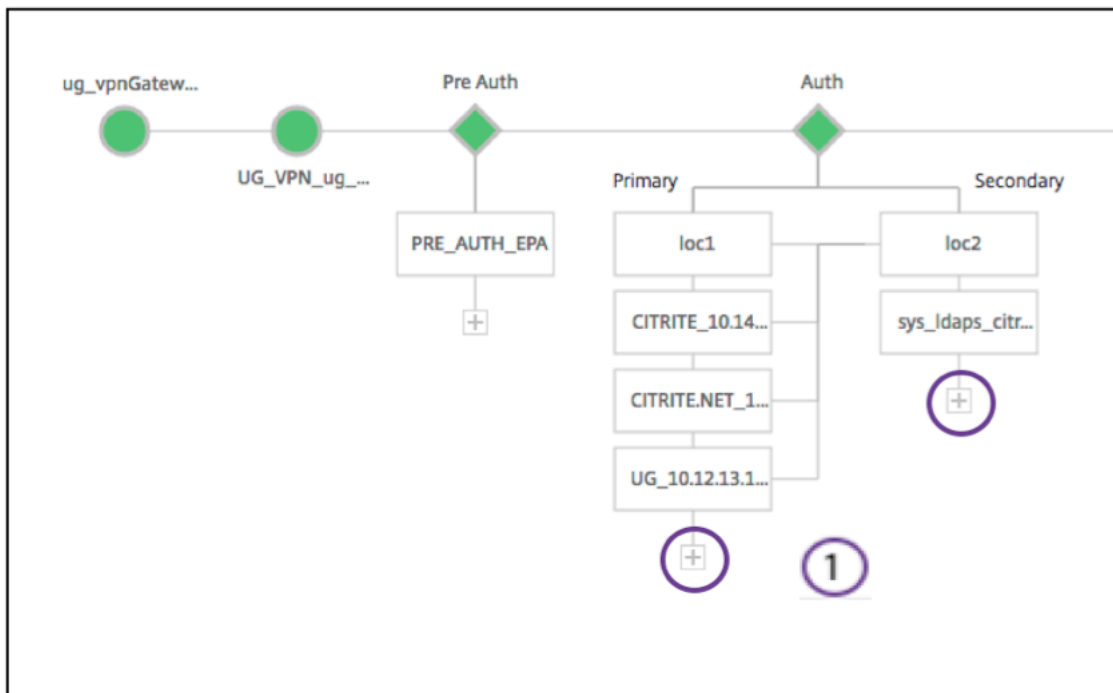 ug_vpnGatew...
Pre Auth
Auth
UG_VPN_ug_...
Primary
Secondary
PRE_AUTH_EPA
loc1
loc2
CITRITE_10.14...
sys_ldaps_citr...
CITRITE.NET_1...
UG_10.12.13.1...
1